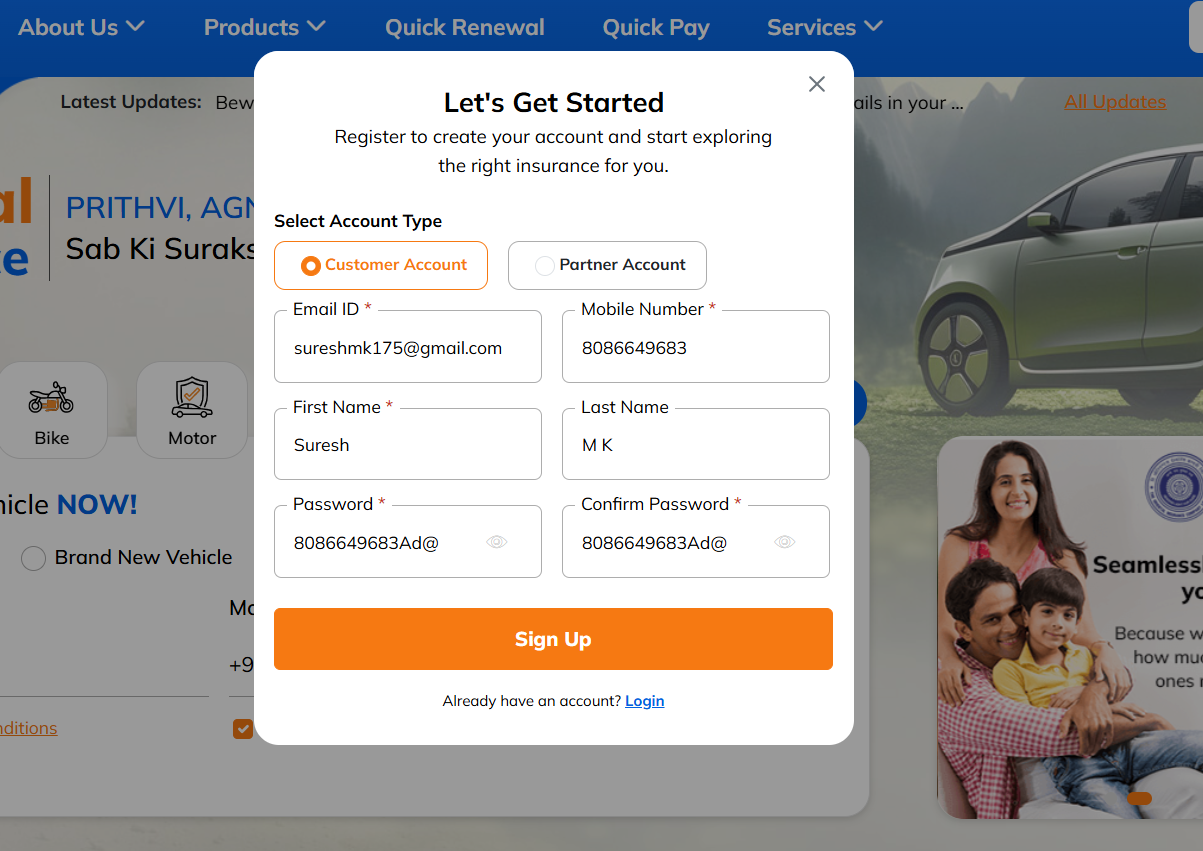 About Us Products Quick Renewal Quick Pay Services
Latest Updates: Bew
ails in your ... All Updates
Let's Get Started
Register to create your account and start exploring
the right insurance for you.
al
PRITHVI, AGN
Sab Ki Suraks
e
Select Account Type
Customer Account Partner Account
Email ID * Mobile Number *
sureshmk175@gmail.com 8086649683
First Name * Last Name
Suresh M K
Password * Confirm Password *
8086649683Ad@ 8086649683Ad@
Sign Up
Already have an account? Login
Bike Motor
hicle NOW!
Brand New Vehicle
Mo
+9
nditions
Seamless
yo
Because w
how muc
ones